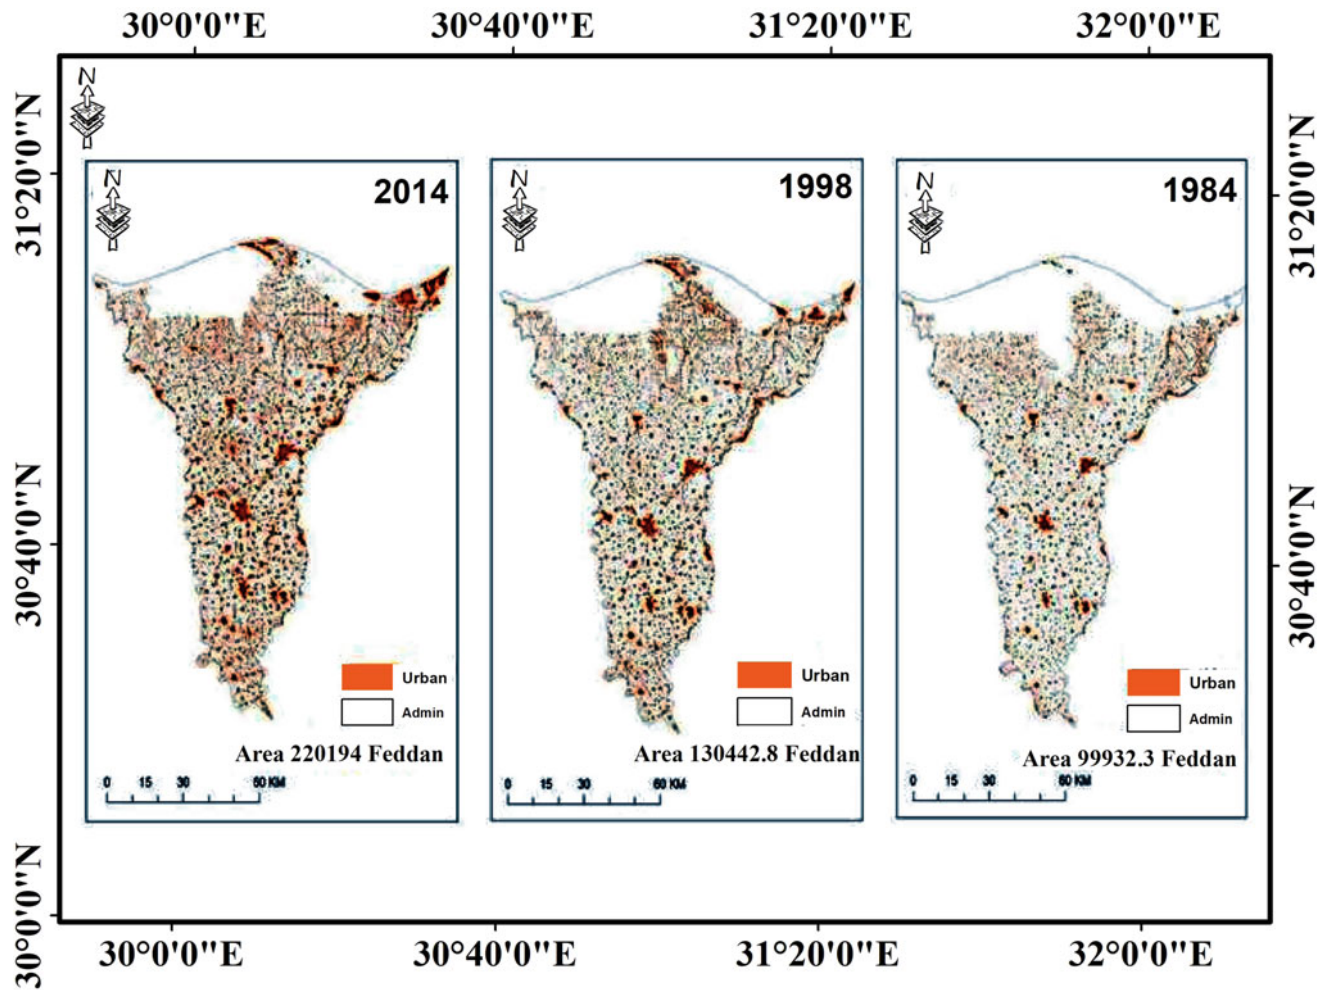 30°0'0"E 30°40'0"E 31°20'0"E 32°0'0"E
31°20'0"N
30°40'0"N
30°0'0"N
N
N
2014
Urban
Admin
Area 220194 Feddan
0 15 30 60 KM
N
1998
Urban
Admin
Area 130442.8 Feddan
0 15 30 60 KM
N
1984
Urban
Admin
Area 99932.3 Feddan
0 15 30 60 KM
31°20'0"N
30°40'0"N
30°0'0"E 30°40'0"E 31°20'0"E 32°0'0"E